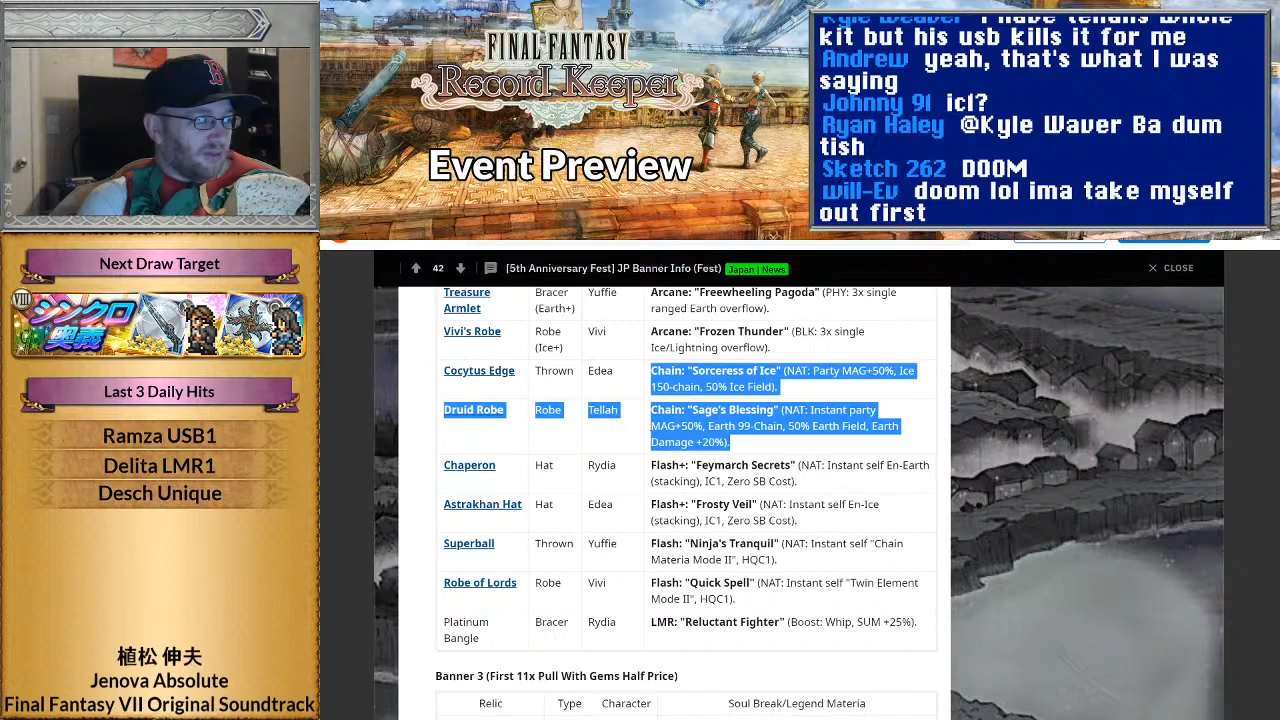 Kyle Weaver I have tenans whole
kit but his usb kills it for me
Andrew yeah, that's what I was
saying
Johnny 91 icl?
Ryan Haley @Kyle Waver Ba dum
tish
Sketch 262 DOOM
will-Ev doom lol ima take myself
out first
FINAL FANTASY
Record Keeper
Event Preview
Next Draw Target
VIII
シンクロ
奥義
Last 3 Daily Hits
Ramza USB1
Delita LMR1
Desch Unique
植松 伸夫
Jenova Absolute
Final Fantasy VII Original Soundtrack
42 [5th Anniversary Fest] JP Banner Info (Fest) Japan | News CLOSE
Treasure Bracer Yuffie Arcane: "Freewheeling Pagoda" (PHY: 3x single
Armlet (Earth+) ranged Earth overflow).
Vivi's Robe Robe Vivi Arcane: "Frozen Thunder" (BLK: 3x single
(Ice+) Ice/Lightning overflow).
Cocytus Edge Thrown Edea Chain: "Sorceress of Ice" (NAT: Party MAG+50%, Ice
150-chain, 50% Ice Field).
Druid Robe Robe Tellah Chain: "Sage's Blessing" (NAT: Instant party
MAG+50%, Earth 99-Chain, 50% Earth Field, Earth
Damage +20%).
Chaperon Hat Rydia Flash+: "Feymarch Secrets" (NAT: Instant self En-Earth
(stacking), IC1, Zero SB Cost).
Astrakhan Hat Hat Edea Flash+: "Frosty Veil" (NAT: Instant self En-Ice
(stacking), IC1, Zero SB Cost).
Superball Thrown Yuffie Flash: "Ninja's Tranquil" (NAT: Instant self "Chain
Materia Mode II", HQC1).
Robe of Lords Robe Vivi Flash: "Quick Spell" (NAT: Instant self "Twin Element
Mode II", HQC1).
Platinum Bracer Rydia LMR: "Reluctant Fighter" (Boost: Whip, SUM +25%).
Bangle
Banner 3 (First 11x Pull With Gems Half Price)
Relic Type Character Soul Break/Legend Materia